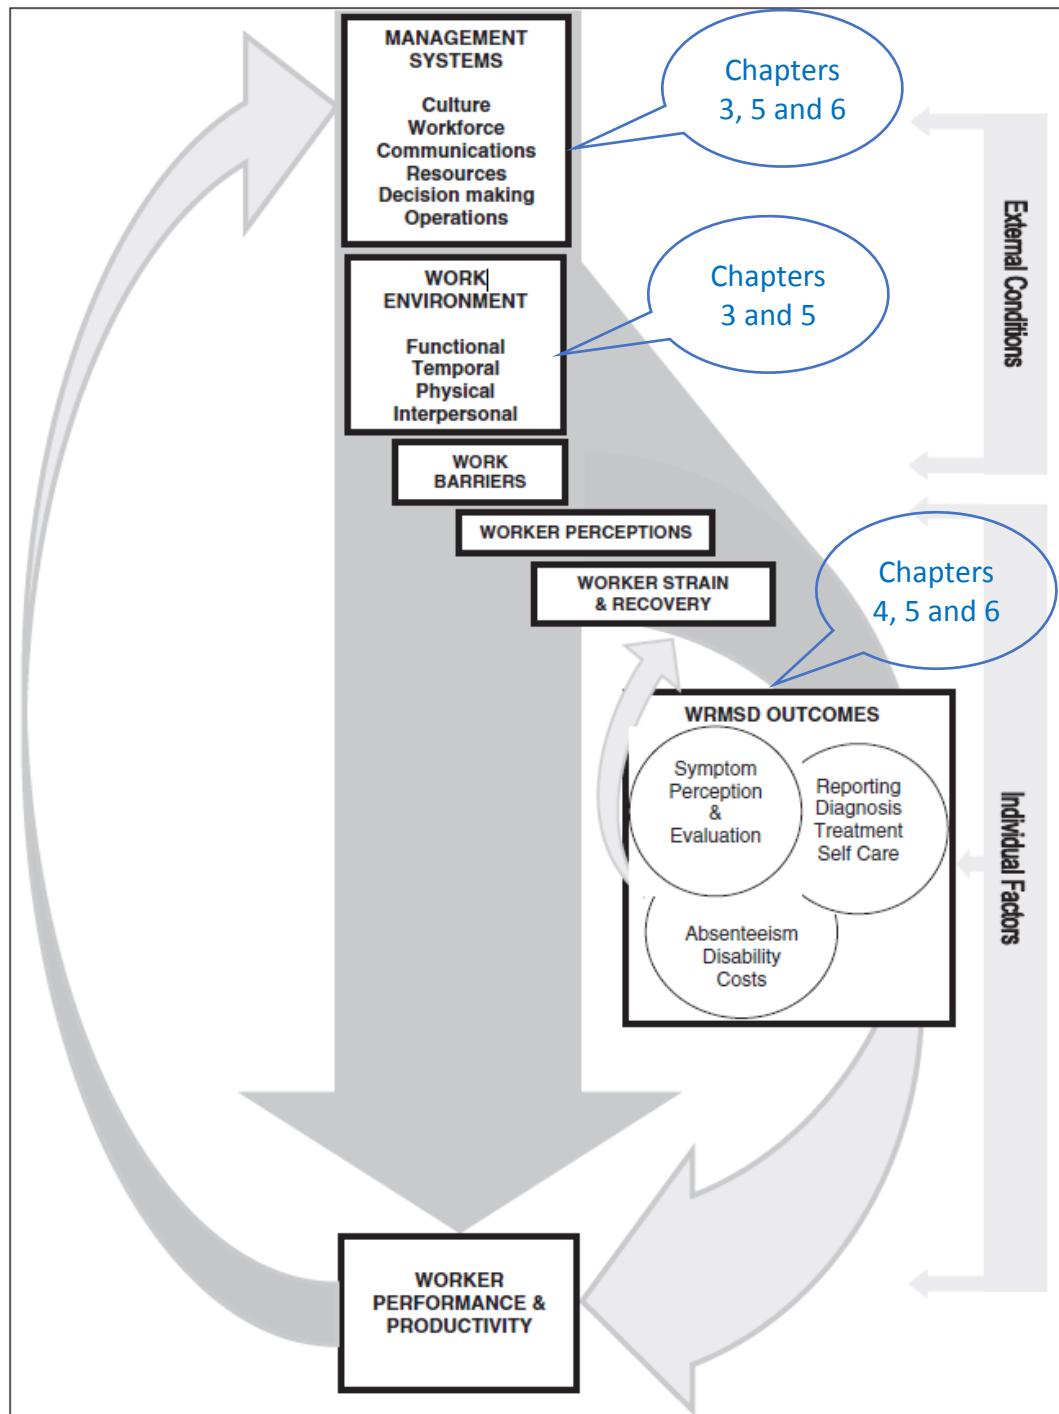 MANAGEMENT
SYSTEMS
Culture
Workforce
Communications
Resources
Decision making
Operations
Chapters
3, 5 and 6
WORK
ENVIRONMENT
Functional
Temporal
Physical
Interpersonal
Chapters
3 and 5
External Conditions
WORK
BARRIERS
WORKER PERCEPTIONS
WORKER STRAIN
& RECOVERY
Chapters
4, 5 and 6
WRMSD OUTCOMES
Symptom
Perception
&
Evaluation
Reporting
Diagnosis
Treatment
Self Care
Absenteeism
Disability
Costs
Individual Factors
WORKER
PERFORMANCE &
PRODUCTIVITY